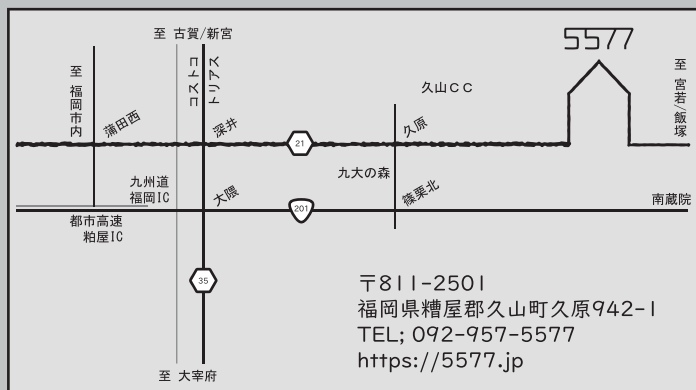 至 古賀/新宮
5577
至 福岡市内
蒲田西
コストコ
トリアス
深井
久山CC
久原
至 宮若/飯塚
21
九大の森
九州道
福岡IC
大隈
201
篠栗北
南蔵院
都市高速
粕屋IC
35
至 大宰府
〒811-2501
福岡県糟屋郡久山町久原942-1
TEL; 092-957-5577
https://5577.jp